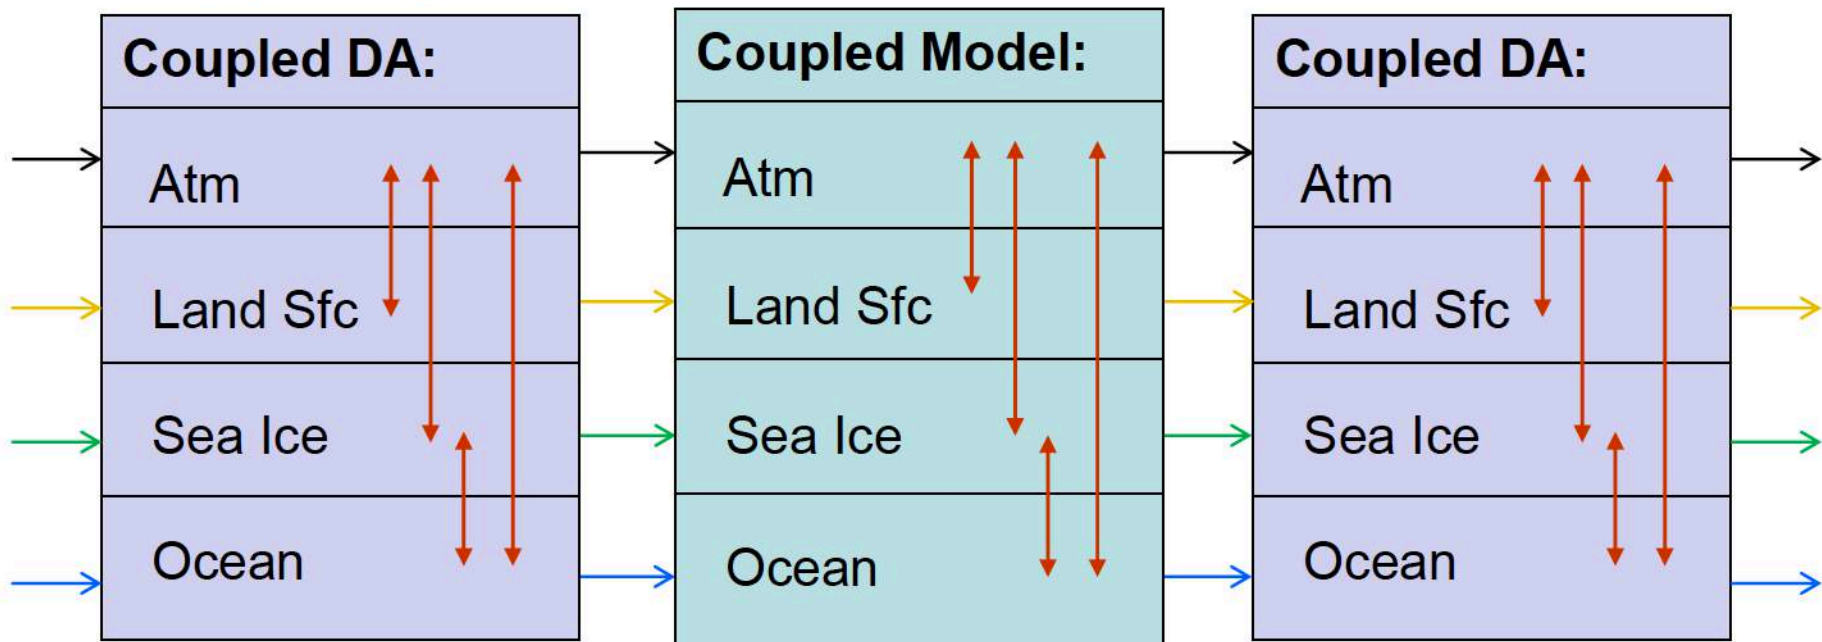 Coupled DA:
Atm
Land Sfc
Sea Ice
Ocean
Coupled Model:
Atm
Land Sfc
Sea Ice
Ocean
Coupled DA:
Atm
Land Sfc
Sea Ice
Ocean